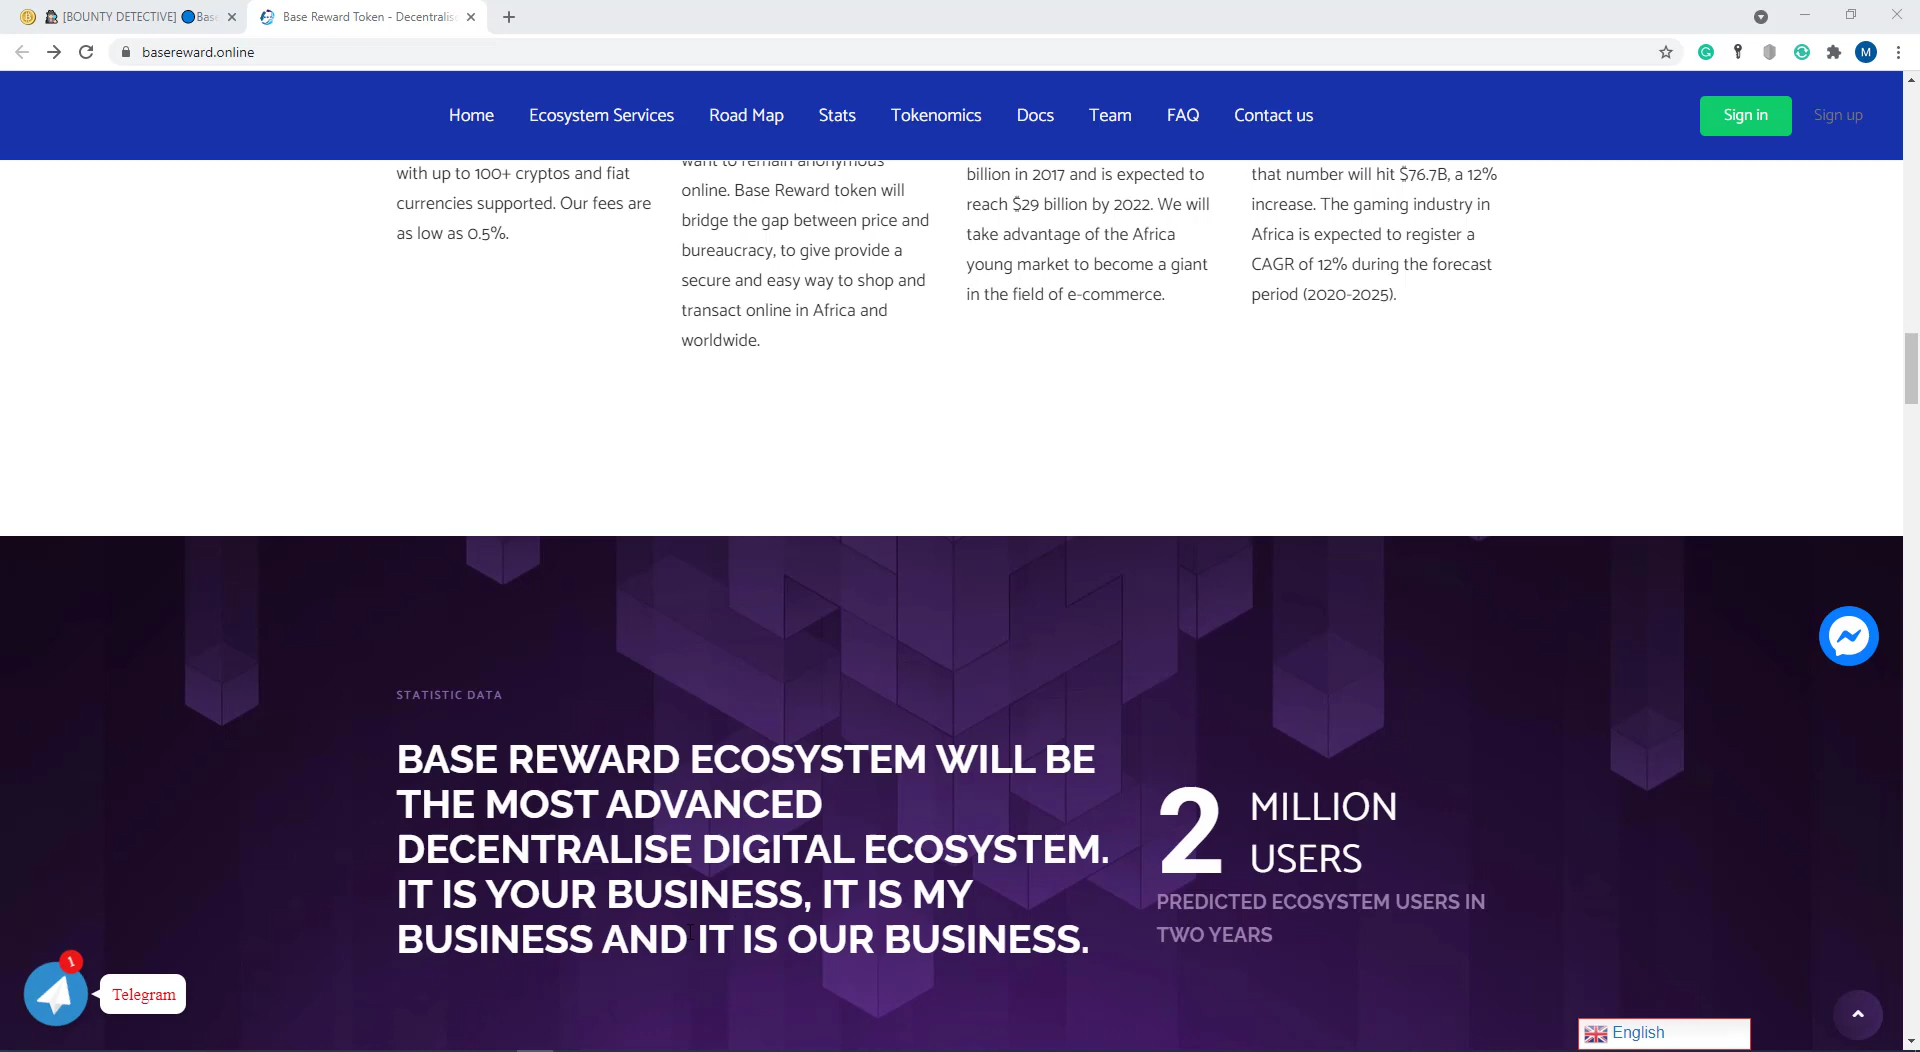 [BOUNTY DETECTIVE] Bas
Base Reward Token - Decentralis
basereward.online
M
Home Ecosystem Services Road Map Stats Tokenomics Docs Team FAQ Contact us
Sign in Sign up
with up to 100+ cryptos and fiat
currencies supported. Our fees are
as low as 0.5%.
want to remain anonymous
online. Base Reward token will
bridge the gap between price and
bureaucracy, to give provide a
secure and easy way to shop and
transact online in Africa and
worldwide.
billion in 2017 and is expected to
reach $29 billion by 2022. We will
take advantage of the Africa
young market to become a giant
in the field of e-commerce.
that number will hit $76.7B, a 12%
increase. The gaming industry in
Africa is expected to register a
CAGR of 12% during the forecast
period (2020-2025).
STATISTIC DATA
BASE REWARD ECOSYSTEM WILL BE
THE MOST ADVANCED
DECENTRALISE DIGITAL ECOSYSTEM.
IT IS YOUR BUSINESS, IT IS MY
BUSINESS AND IT IS OUR BUSINESS.
2 MILLION
USERS
PREDICTED ECOSYSTEM USERS IN
TWO YEARS
1
Telegram
English